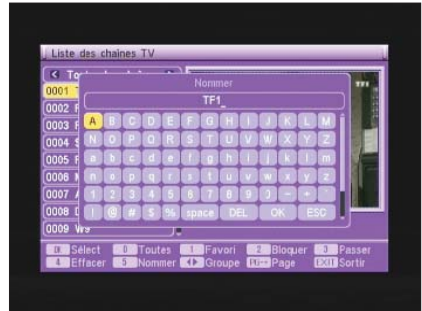 Liste des chaînes TV
Nommer
TF1_
0001
0002 F
0003 F
0004
0005 F
0006
0007
0008
0009 W9
A B C D E F G H I J K L M
N O P Q R S T U V W X Y Z
a b c d e f g h i j k l m
n o p q r s t u v w x y z
1 2 3 4 5 6 7 8 9 0 - + '
! @ # $ % space DEL OK ESC
OK Sélect 0 Toutes 1 Favori 2 Bloquer 3 Passer
4 Effacer 5 Nommer Groupe PG Page EXIT Sortir